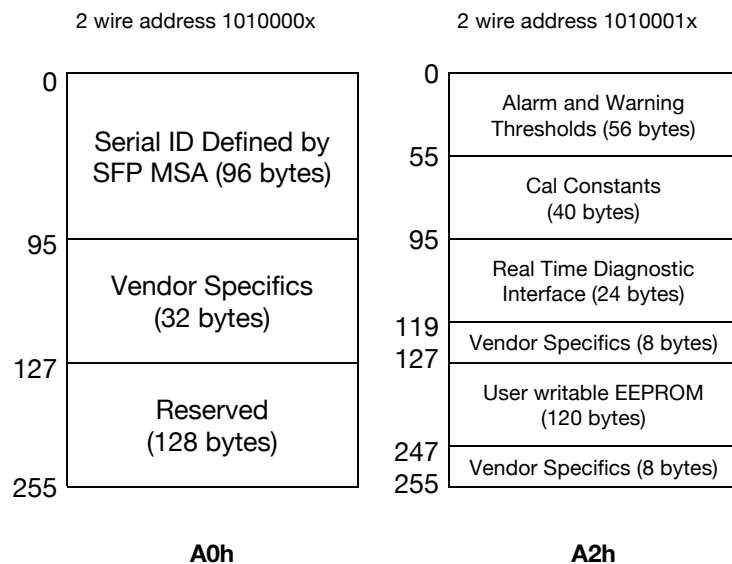 2 wire address 1010000x
0
Serial ID Defined by
SFP MSA (96 bytes)
95
Vendor Specifics
(32 bytes)
127
Reserved
(128 bytes)
255
A0h
2 wire address 1010001x
0
Alarm and Warning
Thresholds (56 bytes)
55
Cal Constants
(40 bytes)
95
Real Time Diagnostic
Interface (24 bytes)
119
Vendor Specifics (8 bytes)
127
User writable EEPROM
(120 bytes)
247
Vendor Specifics (8 bytes)
255
A2h